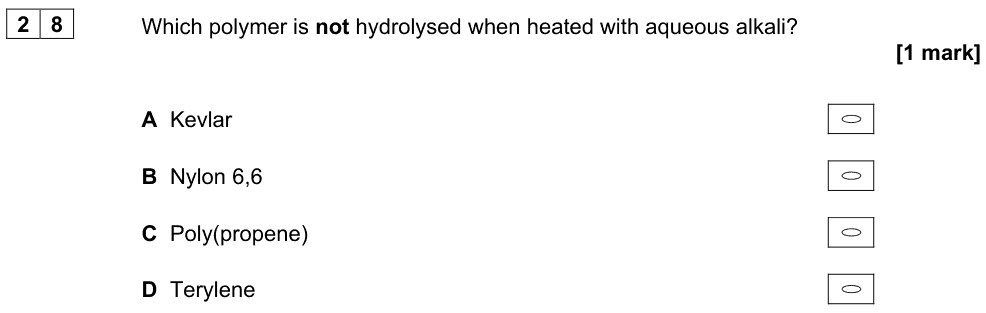 2 8 Which polymer is not hydrolysed when heated with aqueous alkali?
[1 mark]
A Kevlar
B Nylon 6,6
C Poly(propene)
D Terylene